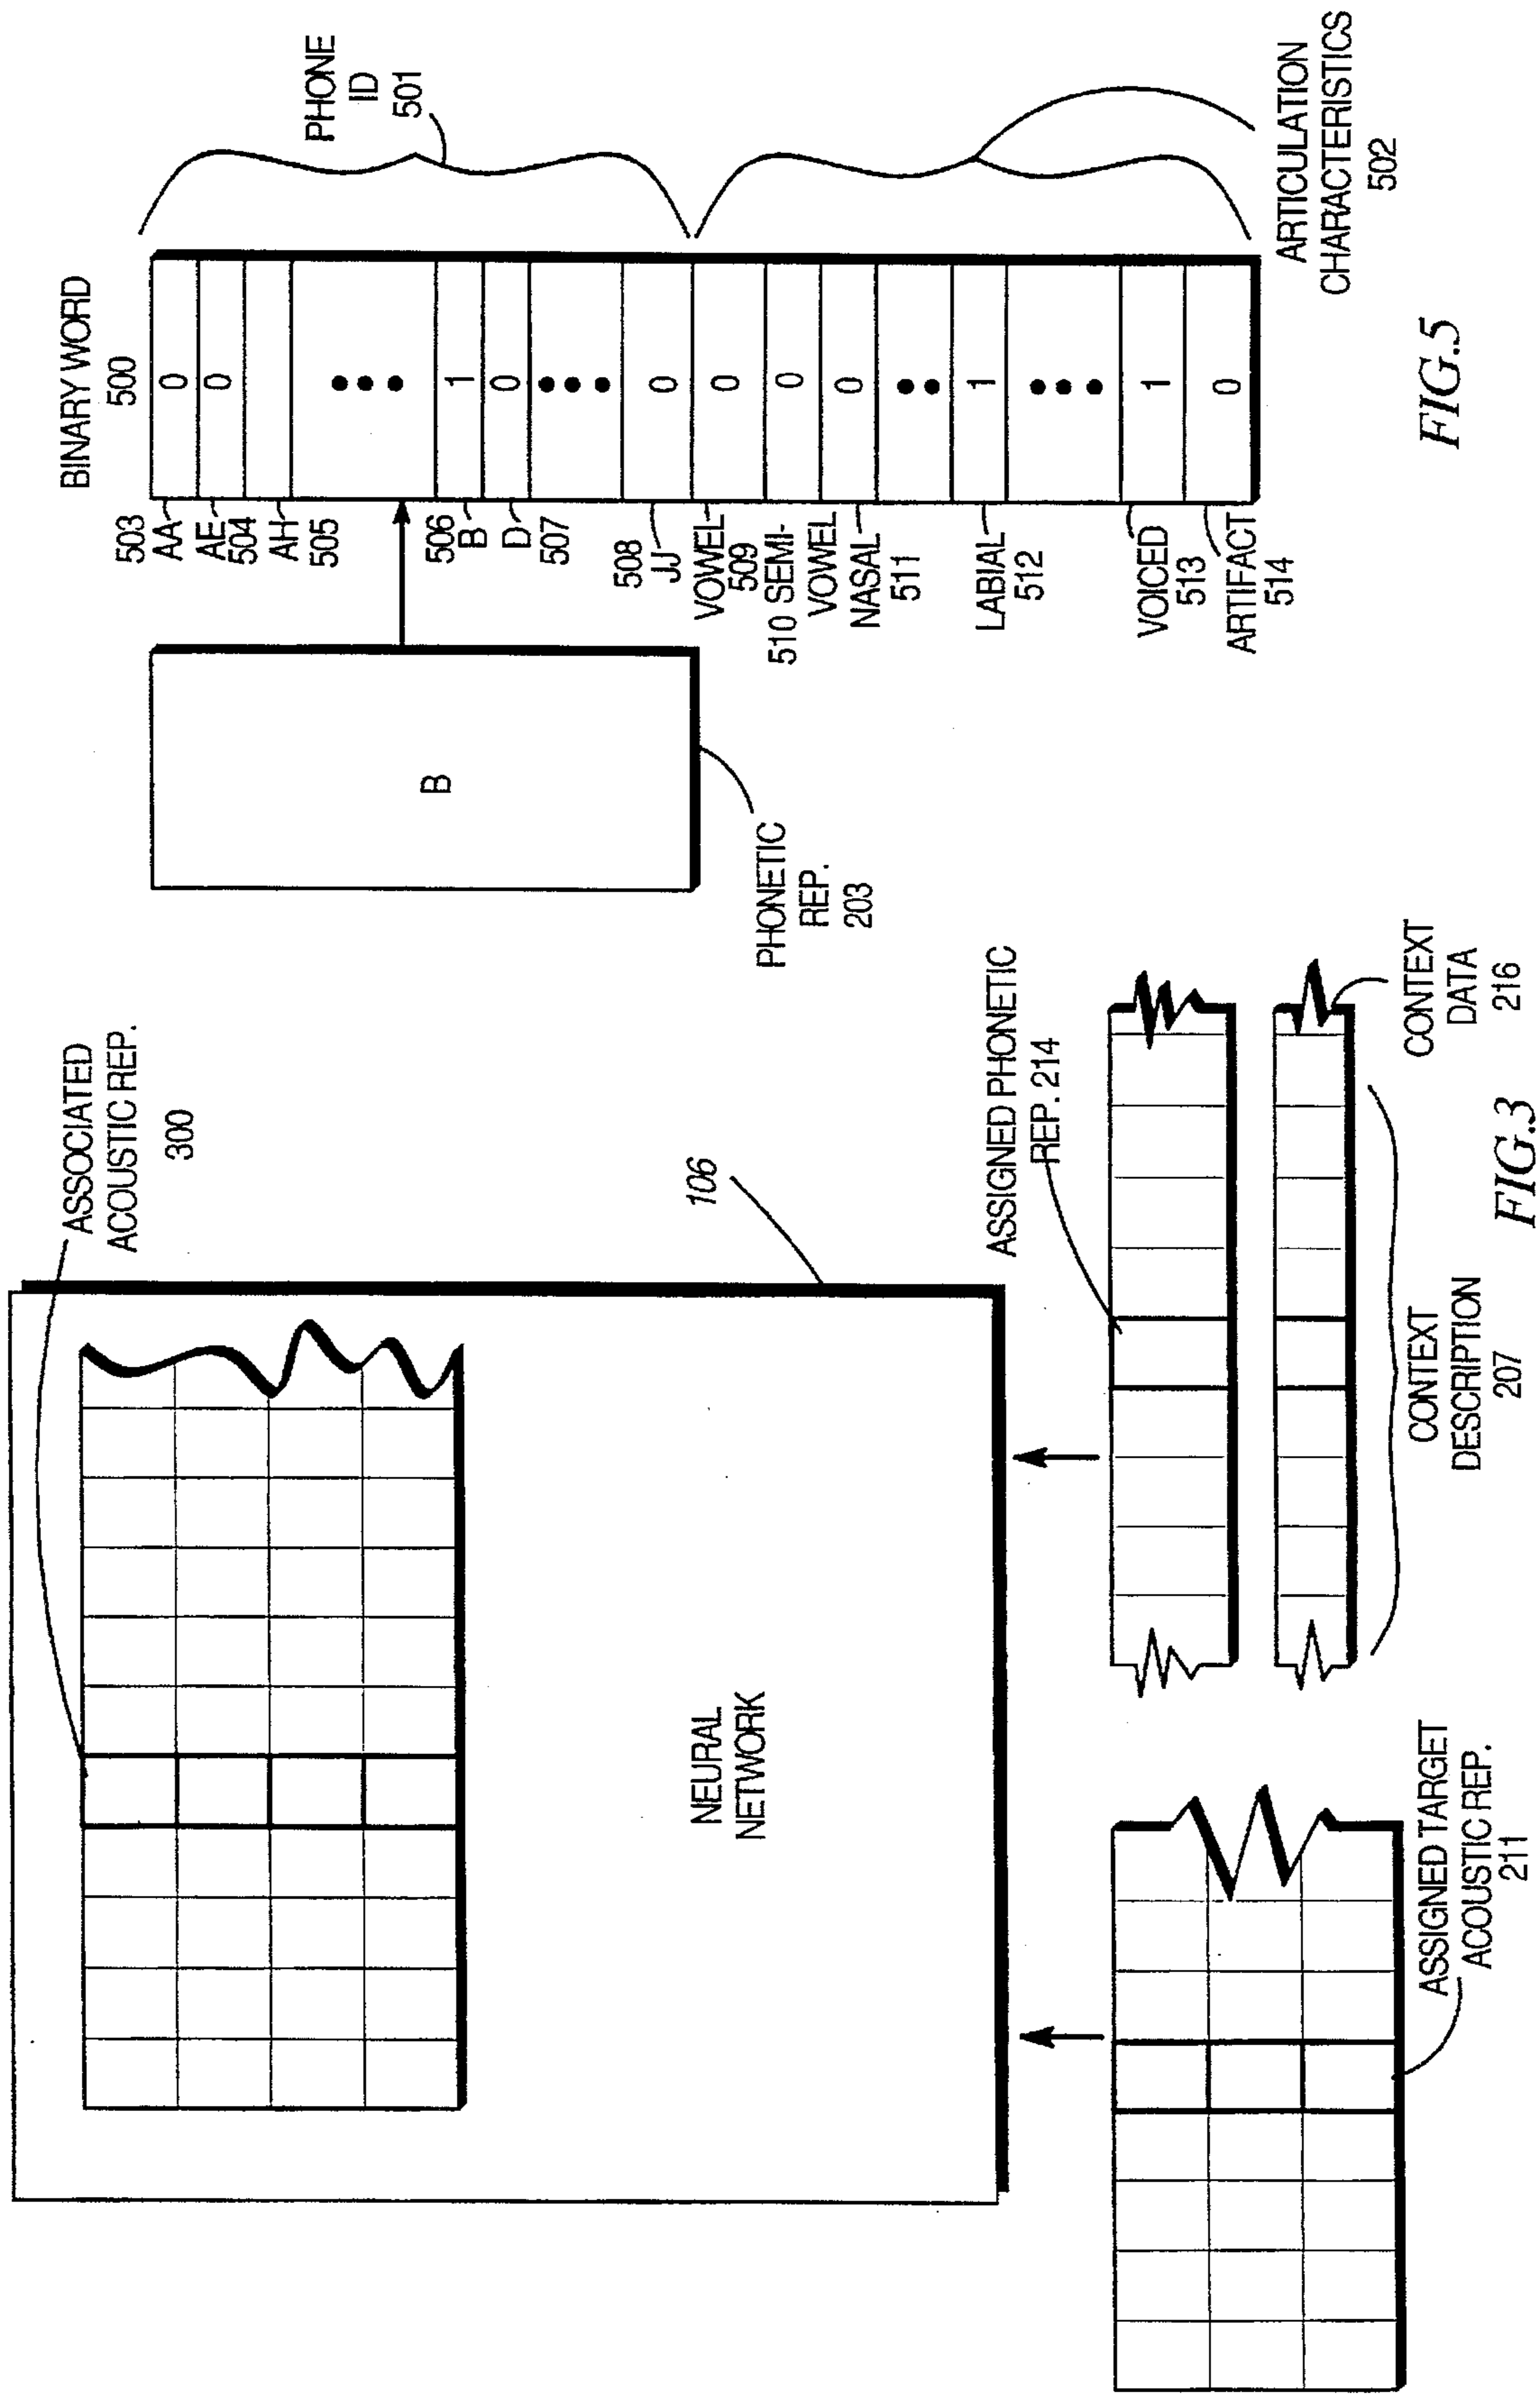 ASSOCIATED
ACOUSTIC REP.
300
106
NEURAL
NETWORK
ASSIGNED PHONETIC
REP. 214
CONTEXT
DATA
216
CONTEXT
DESCRIPTION
207
ASSIGNED TARGET
ACOUSTIC REP.
211
FIG.3
BINARY WORD
500
PHONE
ID
501
503
AA
0
AE
504
0
AH
505
506
B
1
D
507
0
508
JJ
0
VOWEL
509
0
510 SEMI-
VOWEL
0
NASAL
511
0
LABIAL
512
1
VOICED
513
1
ARTIFACT
514
0
B
PHONETIC
REP.
203
ARTICULATION
CHARACTERISTICS
502
FIG.5